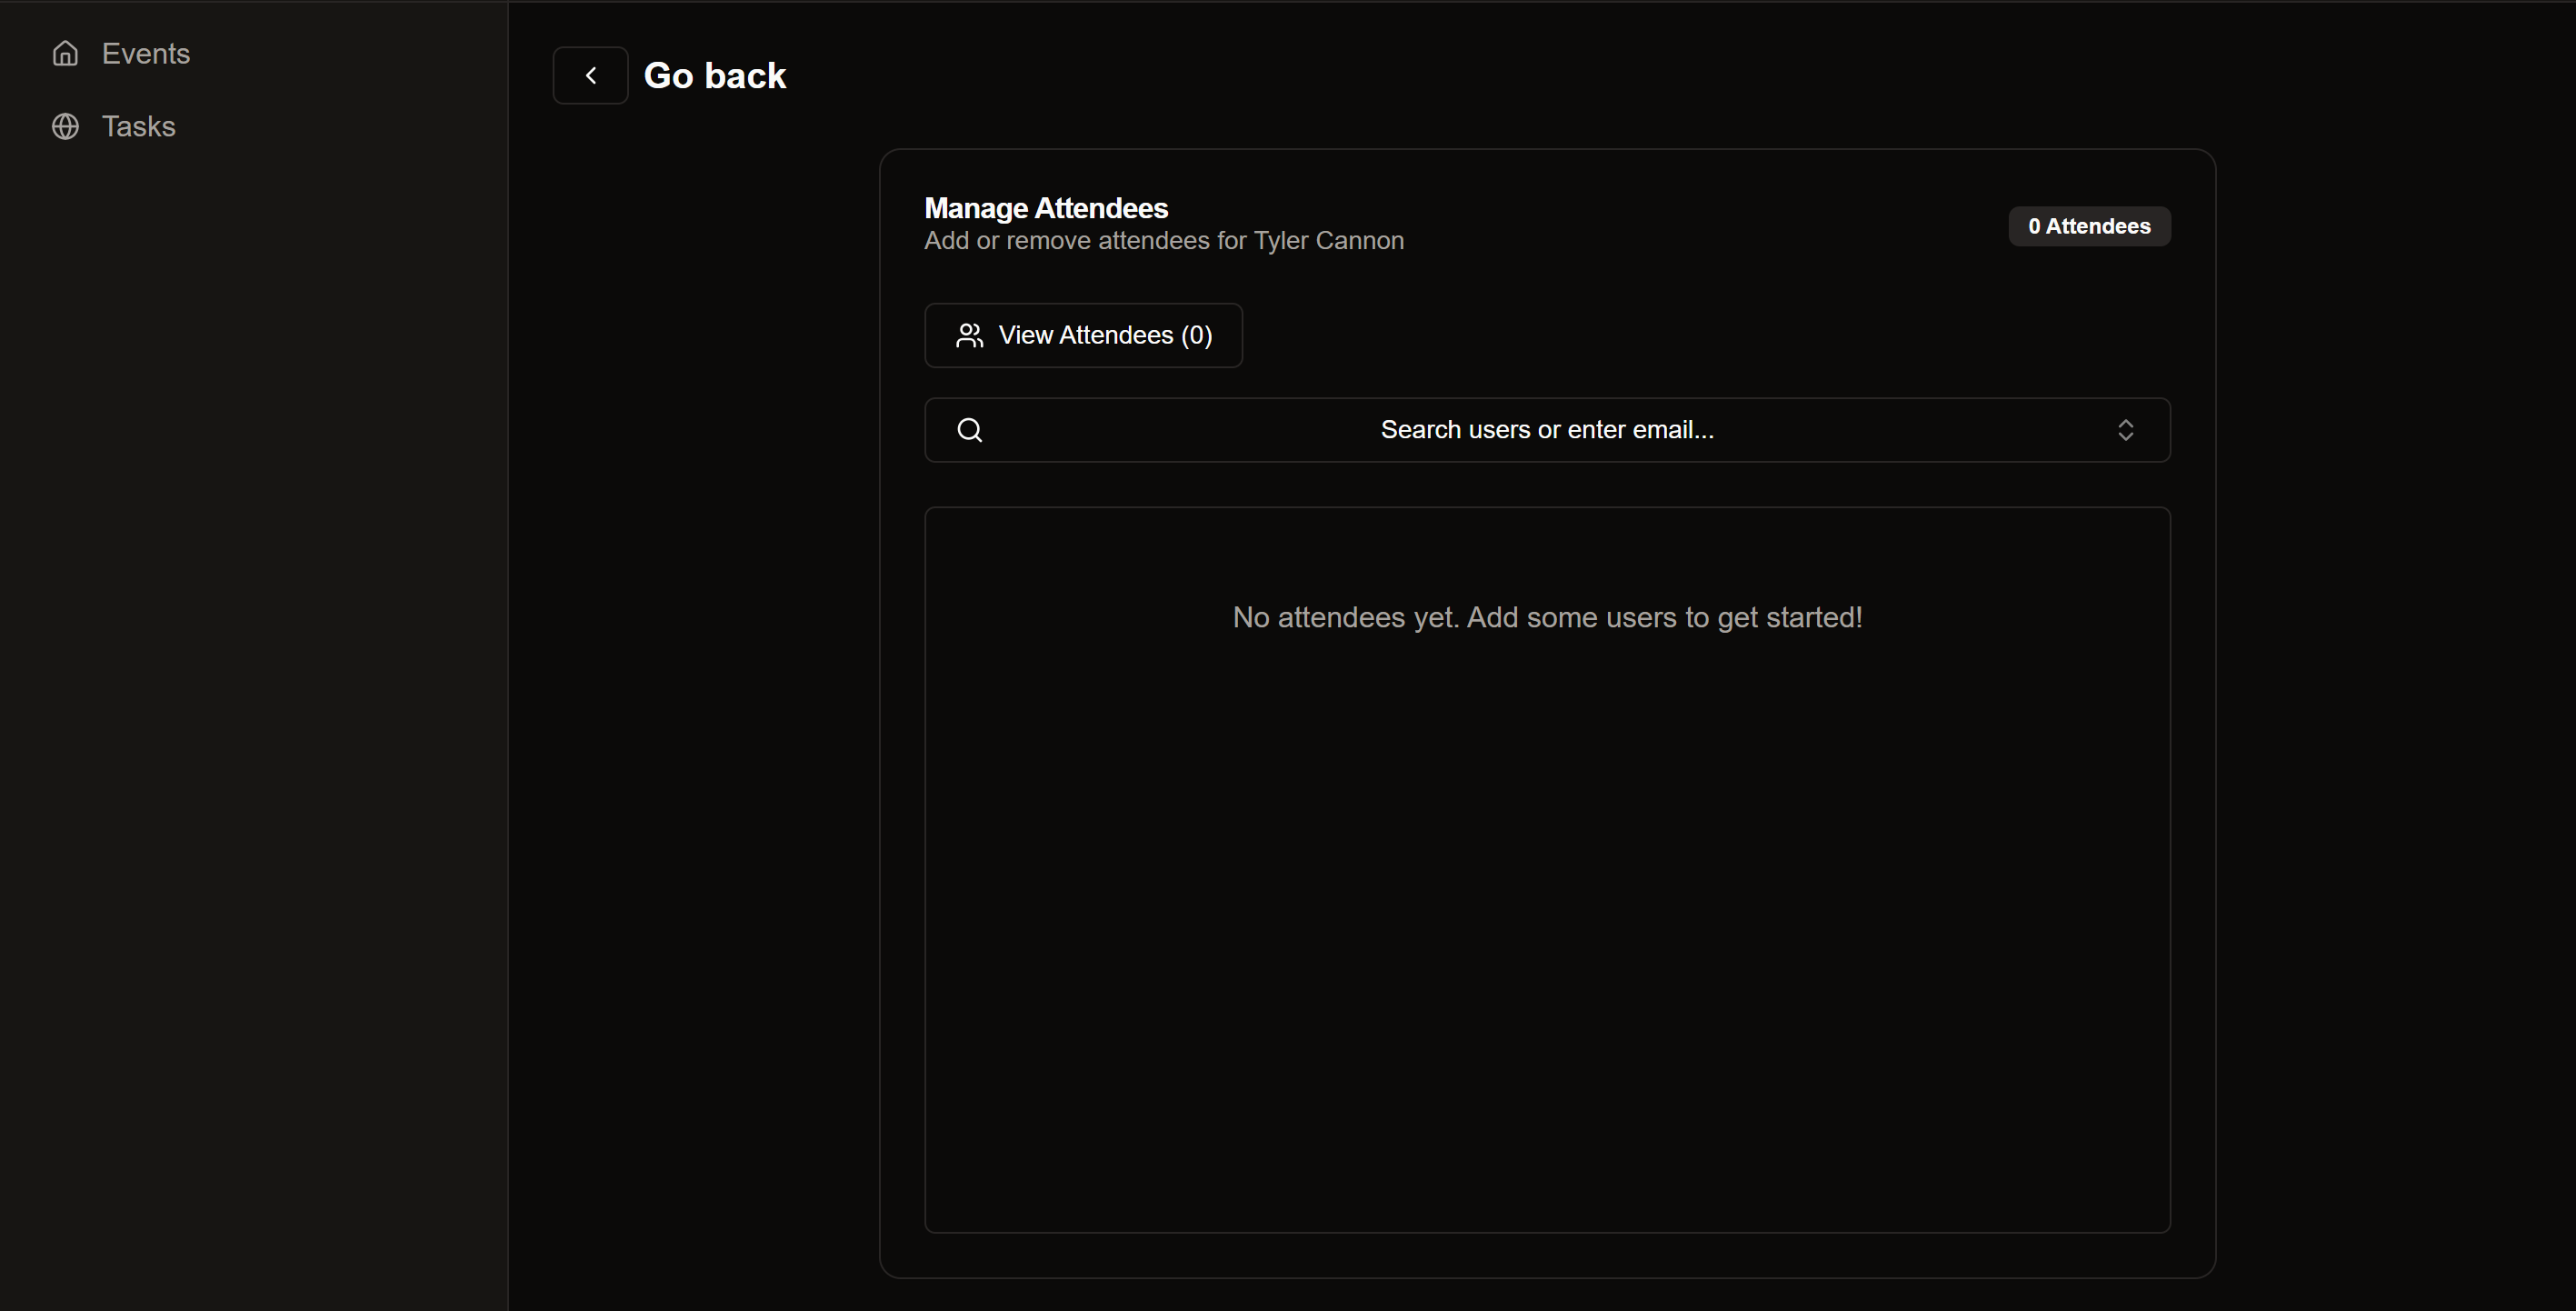 Events
Tasks
Go back
Manage Attendees
Add or remove attendees for Tyler Cannon
0 Attendees
View Attendees (0)
Search users or enter email...
No attendees yet. Add some users to get started!